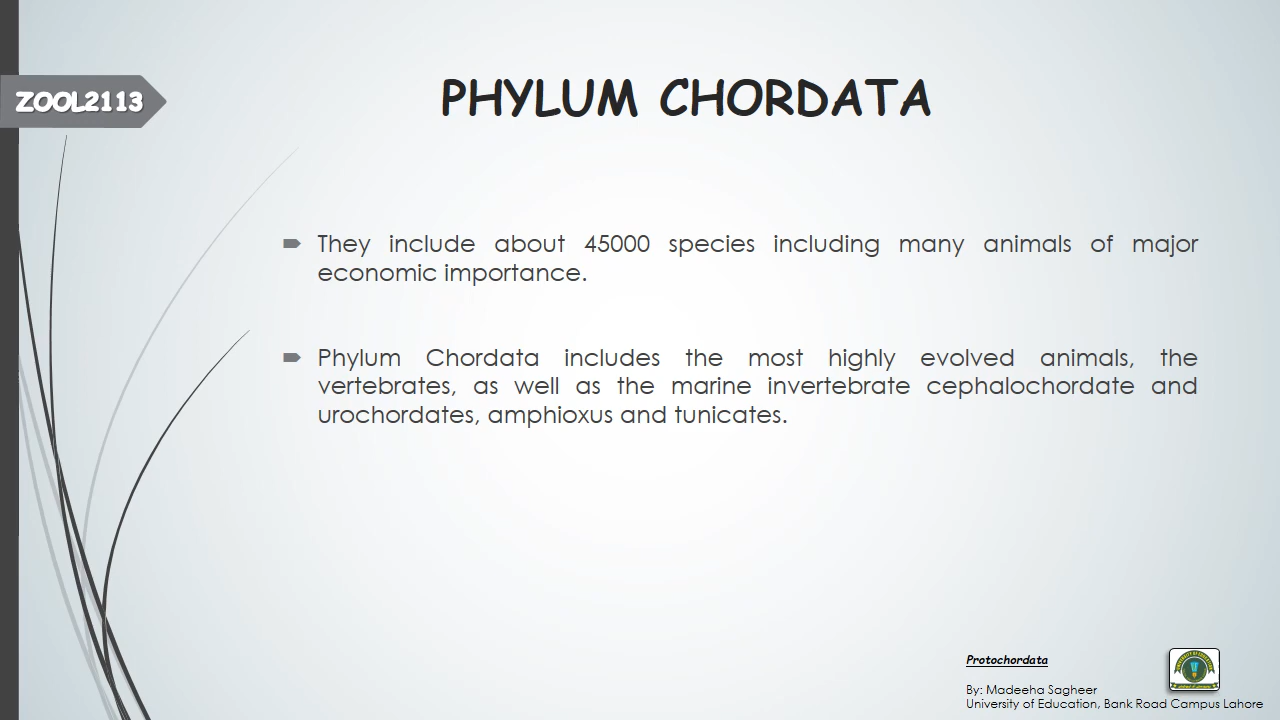 ZOOL2113
PHYLUM CHORDATA
They include about 45000 species including many animals of major
economic importance.
Phylum Chordata includes the most highly evolved animals, the
vertebrates, as well as the marine invertebrate cephalochordate and
urochordates, amphioxus and tunicates.
Protochordata
By: Madeeha Sagheer
University of Education, Bank Road Campus Lahore